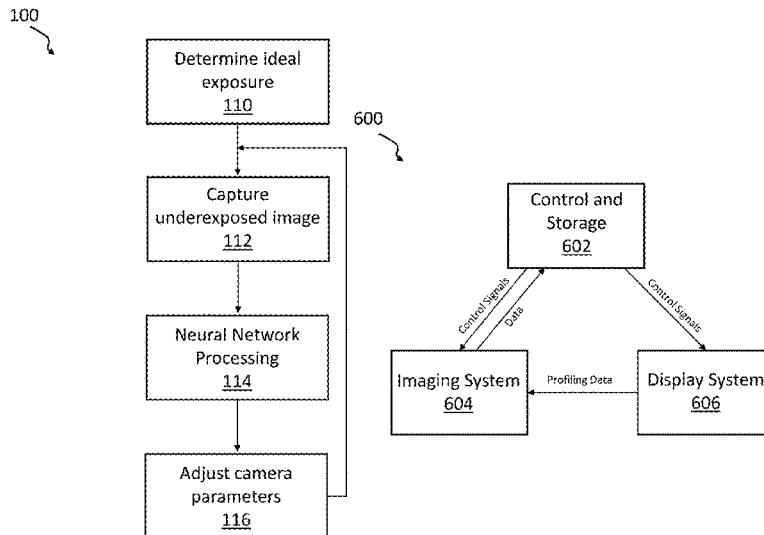 100
Determine ideal
exposure
110
Capture
underexposed image
112
Neural Network
Processing
114
Adjust camera
parameters
116
600
Control and
Storage
602
Control Signals
Data
Control Signals
Imaging System
604
Profiling Data
Display System
606